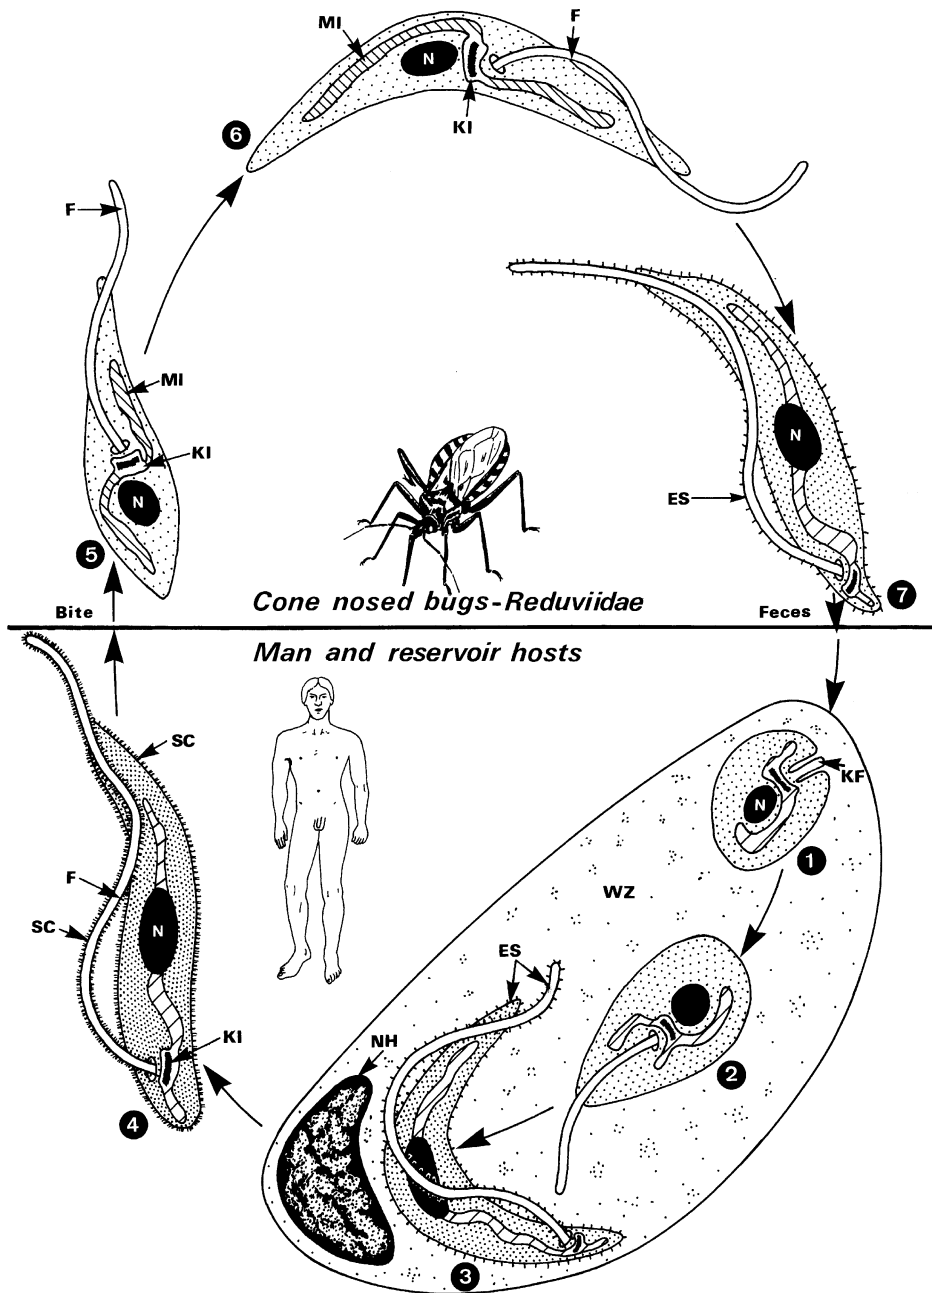 MI
F
N
KI
6
F
MI
KI
N
5
N
ES
7
Bite
Cone nosed bugs-Reduviidae
Feces
Man and reservoir hosts
SC
KF
N
1
F
WZ
SC
N
ES
KI
NH
2
4
3